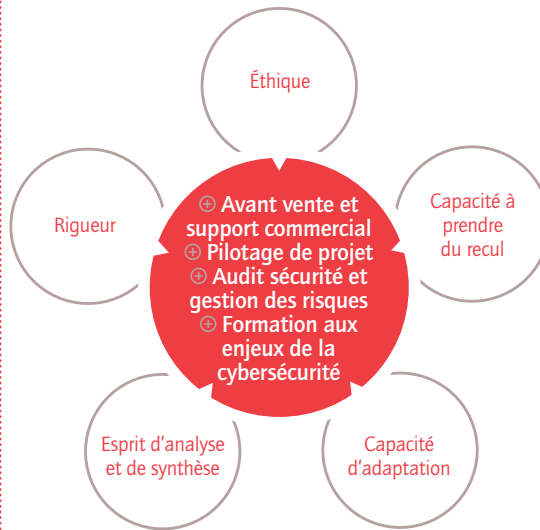 Éthique
Rigueur
Capacité à
prendre
du recul
⊕ Avant vente et
support commercial
⊕ Pilotage de projet
⊕ Audit sécurité et
gestion des risques
⊕ Formation aux
enjeux de la
cybersécurité
Esprit d'analyse
et de synthèse
Capacité
d'adaptation